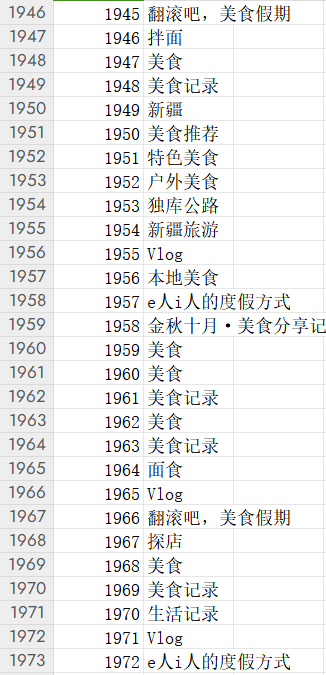 1946 1945 翻滚吧，美食假期
1947 1946 拌面
1948 1947 美食
1949 1948 美食记录
1950 1949 新疆
1951 1950 美食推荐
1952 1951 特色美食
1953 1952 户外美食
1954 1953 独库公路
1955 1954 新疆旅游
1956 1955 Vlog
1957 1956 本地美食
1958 1957 e人i人的度假方式
1959 1958 金秋十月·美食分享记
1960 1959 美食
1961 1960 美食
1962 1961 美食记录
1963 1962 美食
1964 1963 美食记录
1965 1964 面食
1966 1965 Vlog
1967 1966 翻滚吧，美食假期
1968 1967 探店
1969 1968 美食
1970 1969 美食记录
1971 1970 生活记录
1972 1971 Vlog
1973 1972 e人i人的度假方式